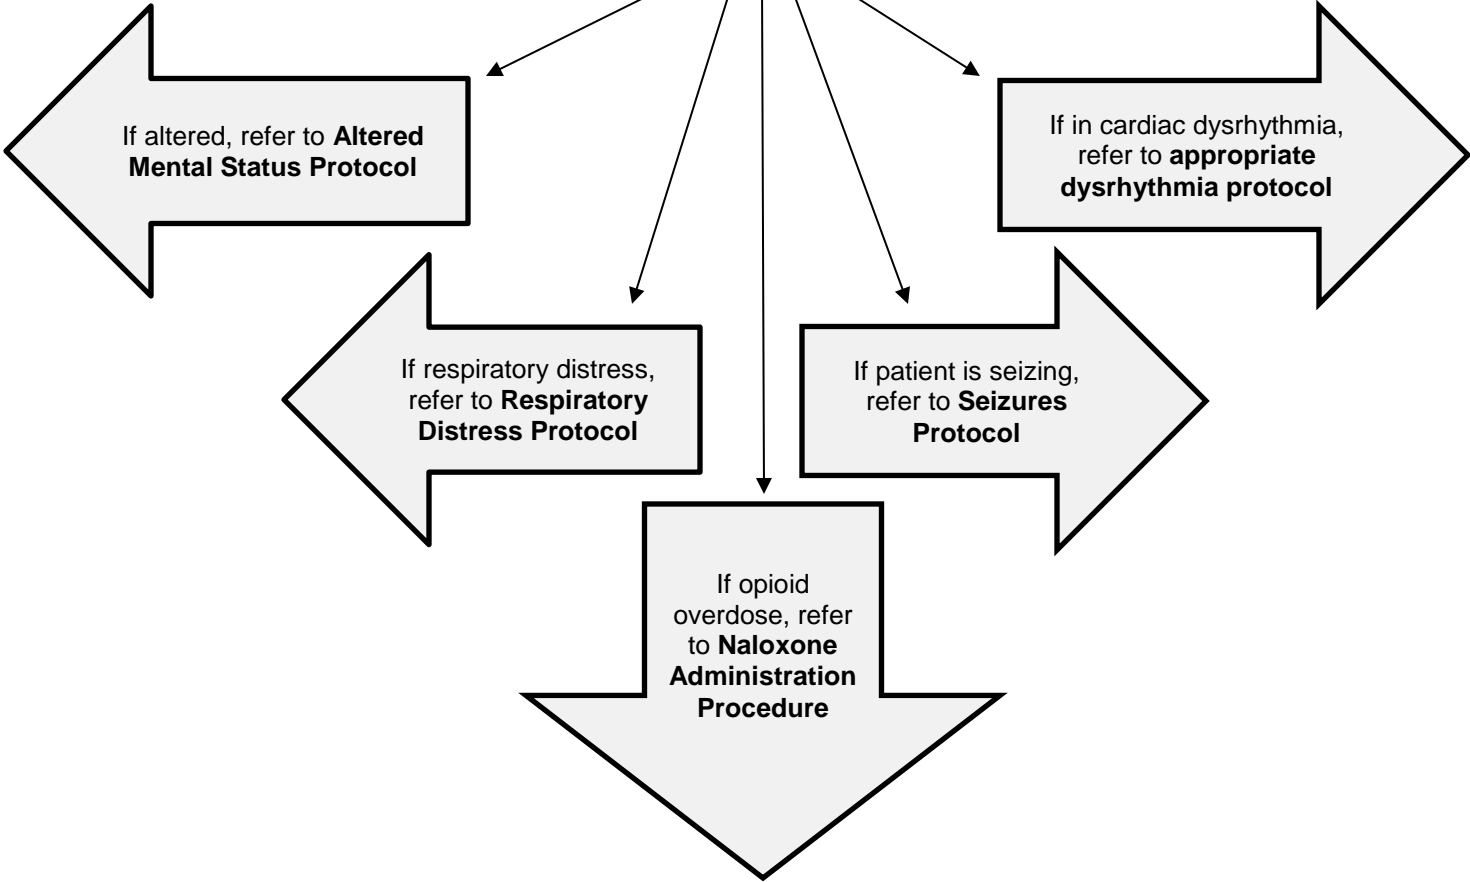 If altered, refer to Altered
Mental Status Protocol
If in cardiac dysrhythmia,
refer to appropriate
dysrhythmia protocol
If respiratory distress,
refer to Respiratory
Distress Protocol
If patient is seizing,
refer to Seizures
Protocol
If opioid
overdose, refer
to Naloxone
Administration
Procedure